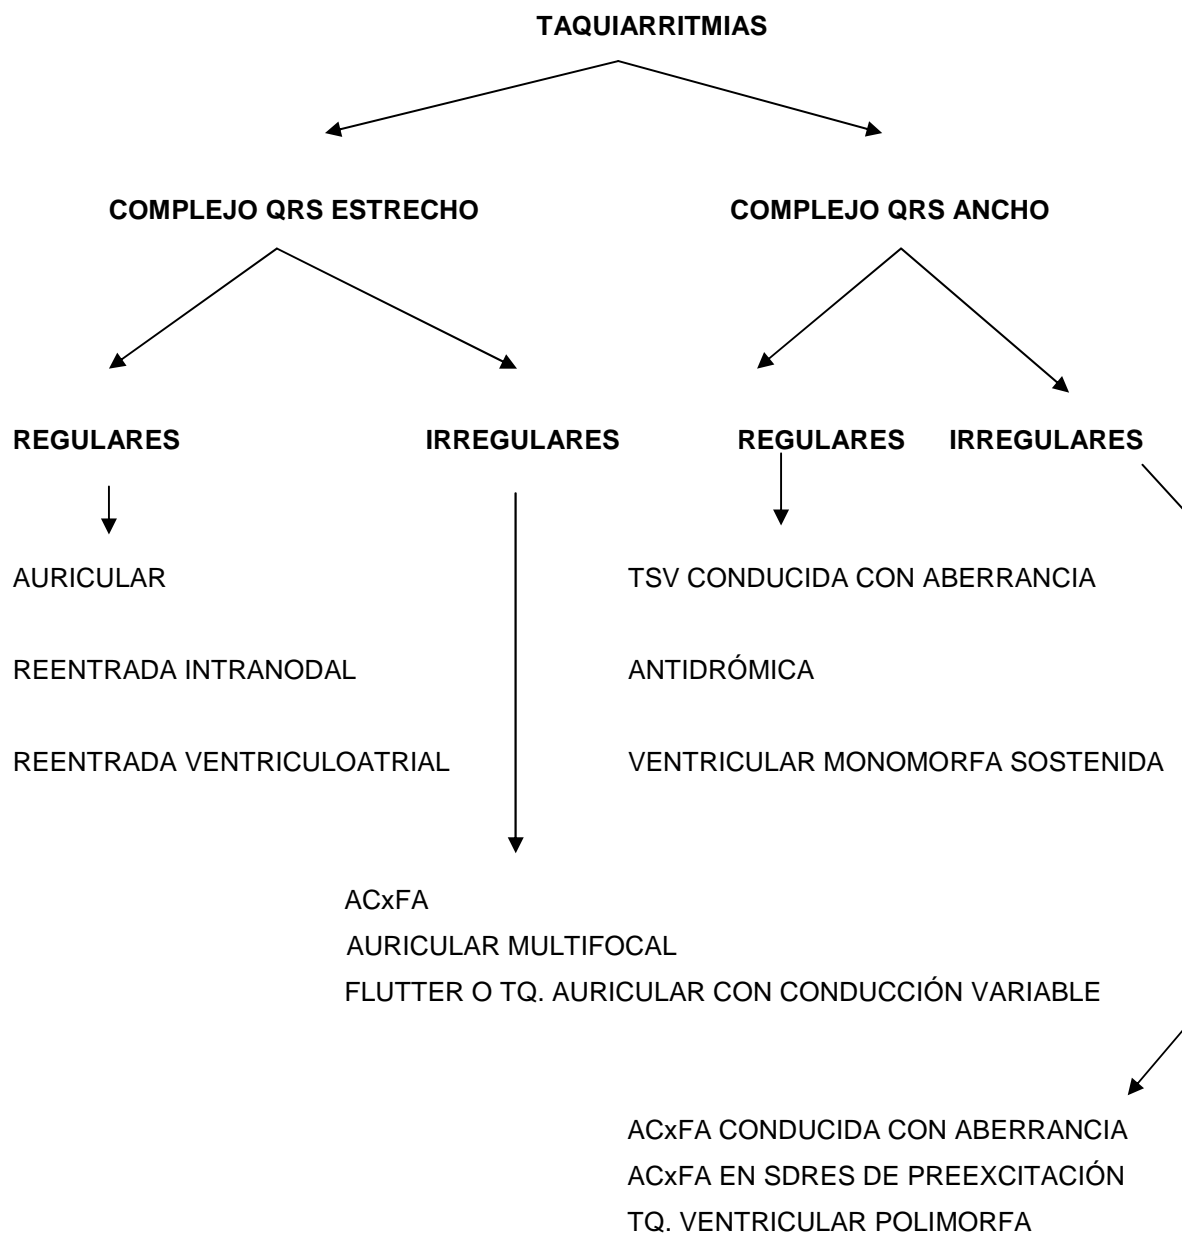 TAQUIARRITMIAS
COMPLEJO QRS ESTRECHO
COMPLEJO QRS ANCHO
REGULARES
IRREGULARES
REGULARES
IRREGULARES
AURICULAR
TSV CONDUCIDA CON ABERRANCIA
REENTRADA INTRANODAL
ANTIDRÓMICA
REENTRADA VENTRICULOATRIAL
VENTRICULAR MONOMORFA SOSTENIDA
ACxFA
AURICULAR MULTIFOCAL
FLUTTER O TQ. AURICULAR CON CONDUCCIÓN VARIABLE
ACxFA CONDUCIDA CON ABERRANCIA
ACxFA EN SDRES DE PREEXCITACIÓN
TQ. VENTRICULAR POLIMORFA